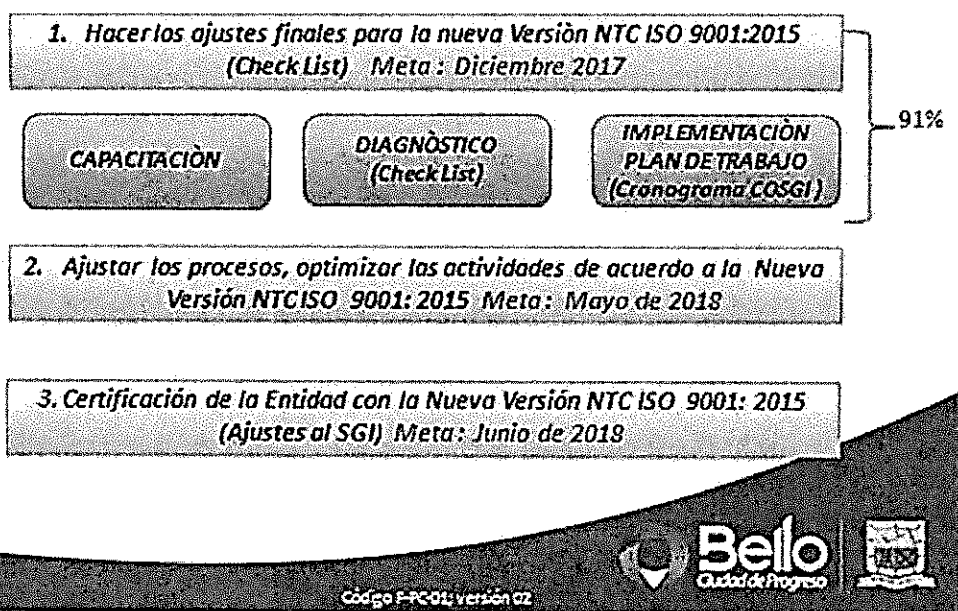 1. Hacer los ajustes finales para la nueva Versiòn NTC ISO 9001:2015
(Check List) Meta : Diciembre 2017
91%
CAPACITACIÒN
DIAGNÒSTICO
(Check List)
IMPLEMENTACIÒN
PLAN DE TRABAJO
(Cronograma COSGI)
2. Ajustar los procesos, optimizar las actividades de acuerdo a la Nueva
Versión NTC ISO 9001: 2015 Meta : Mayo de 2018
3. Certificación de la Entidad con la Nueva Versión NTC ISO 9001: 2015
(Ajustes al SGI) Meta: Junio de 2018
Bello
Ciudad de Progreso
Código F-PC-01; versión 02